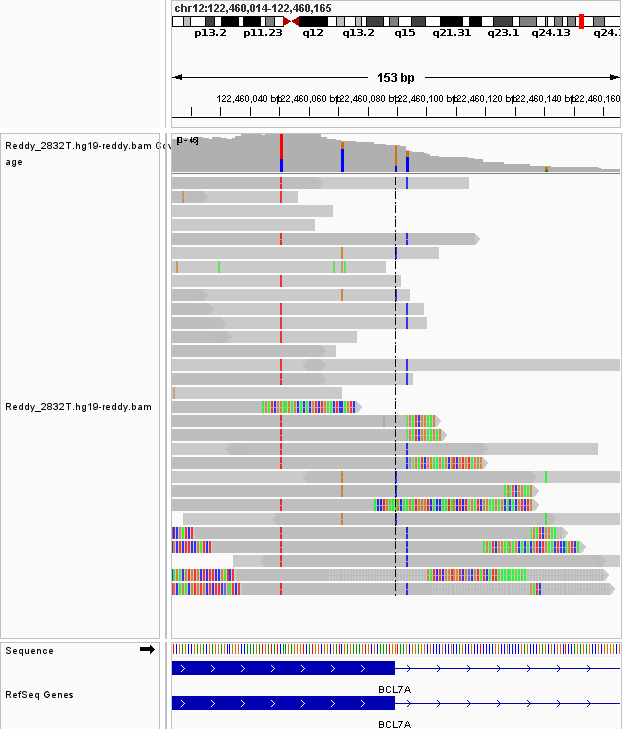 chr12:122,460,014-122,460,165
p13.2 p11.23 q12 q13.2 q15 q21.31 q23.1 q24.13 q24.
153 bp
122,460,040 bp 122,460,060 bp 122,460,080 bp 122,460,100 bp 122,460,120 bp 122,460,140 bp 122,460,160
Reddy_2832T.hg19-reddy.bam Cov
age
Reddy_2832T.hg19-reddy.bam
Sequence
BCL7A
RefSeq Genes
BCL7A